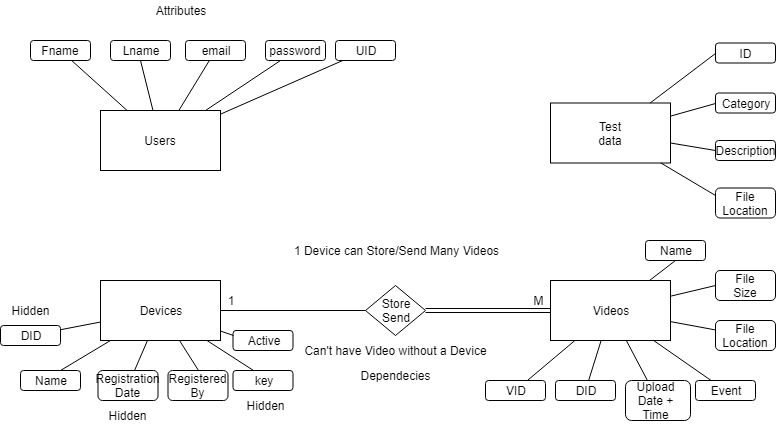 Attributes
Fname
Lname
email
password
UID
ID
Category
Description
File
Location
Users
Test
data
1 Device can Store/Send Many Videos
Name
File
Size
File
Location
Hidden
DID
Devices
1
Store
Send
M
Videos
Active
Can't have Video without a Device
Dependecies
Name
Registration
Date
Hidden
Registered
By
key
Hidden
VID
DID
Upload
Date +
Time
Event